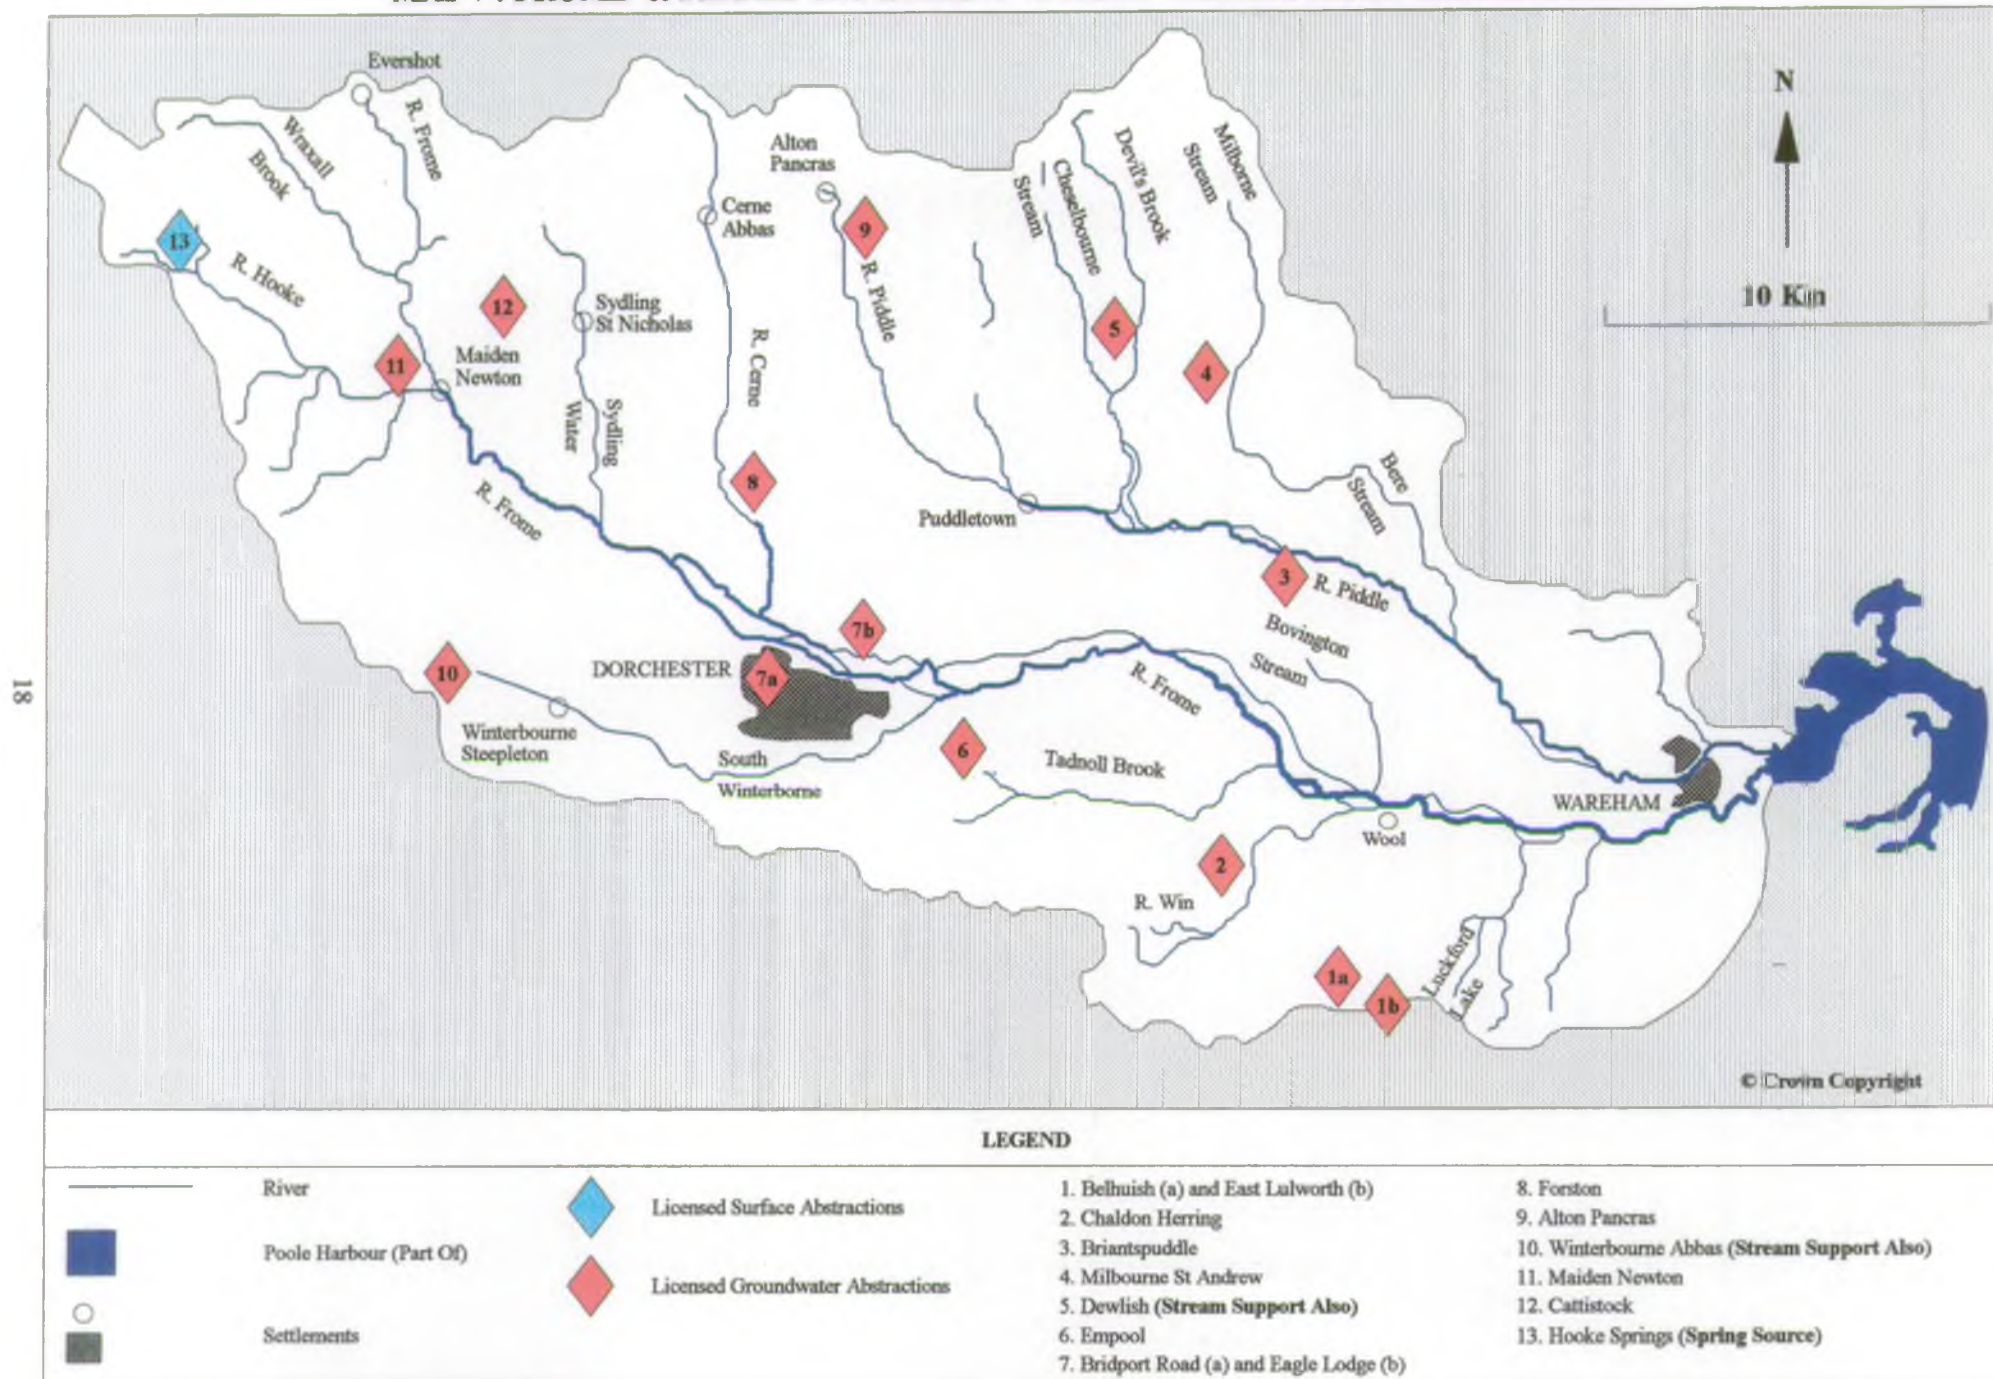 Evershot
R. Frome
Wraxall
Brook
N
10 Km
Alton
Pancras
Cerne
Abbas
Stream
Cheselbourne
Devil's Brook
Milborne
Stream
13
R. Hooke
12
Sydling
St Nicholas
9
R. Piddle
5
4
11
Maiden
Newton
R. Cerne
Sydling
Water
8
R. Frome
Puddletown
Bere
Stream
3
R. Piddle
7b
Bovington
Stream
10
DORCHESTER
7a
R. Frome
Winterbourne
Steepleton
South
Winterborne
6
Tadnoll Brook
WAREHAM
Wool
2
R. Win
1a
1b
Luckford
Lake
18
© Crown Copyright
LEGEND
River
Poole Harbour (Part Of)
Settlements
Licensed Surface Abstractions
Licensed Groundwater Abstractions
1. Belhuish (a) and East Lulworth (b)
2. Chaldon Herring
3. Briantspuddle
4. Milbourne St Andrew
5. Dewlish (Stream Support Also)
6. Empool
7. Bridport Road (a) and Eagle Lodge (b)
8. Forston
9. Alton Pancras
10. Winterbourne Abbas (Stream Support Also)
11. Maiden Newton
12. Cattistock
13. Hooke Springs (Spring Source)